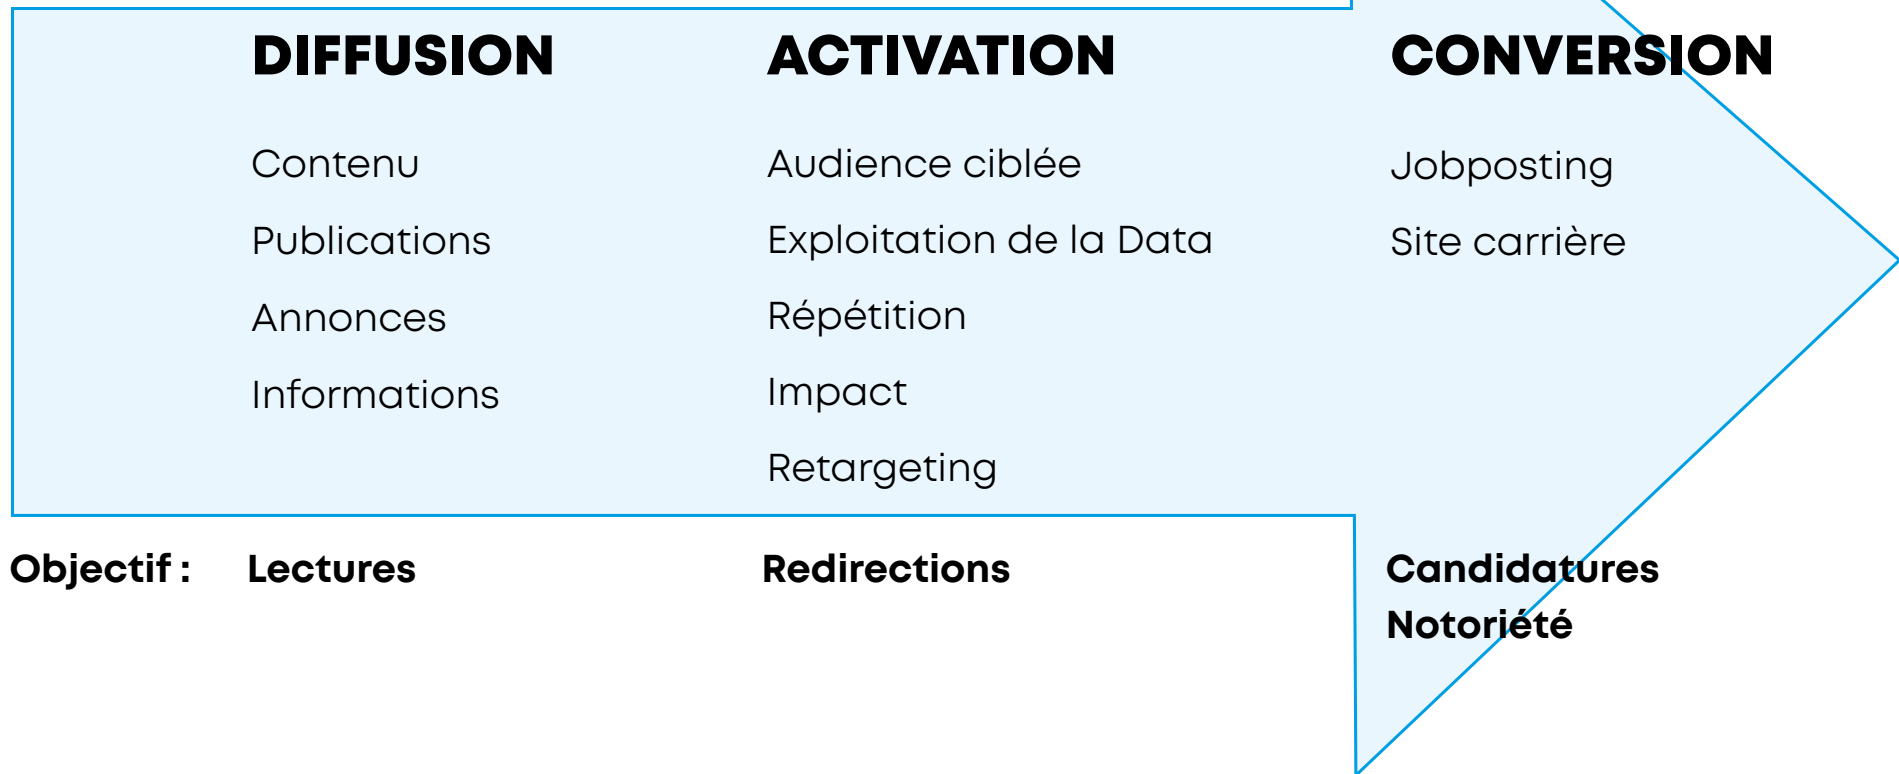 DIFFUSION
Contenu
Publications
Annonces
Informations
ACTIVATION
Audience ciblée
Exploitation de la Data
Répétition
Impact
Retargeting
CONVERSION
Jobposting
Site carrière
Objectif : Lectures
Redirections
Candidatures
Notoriété